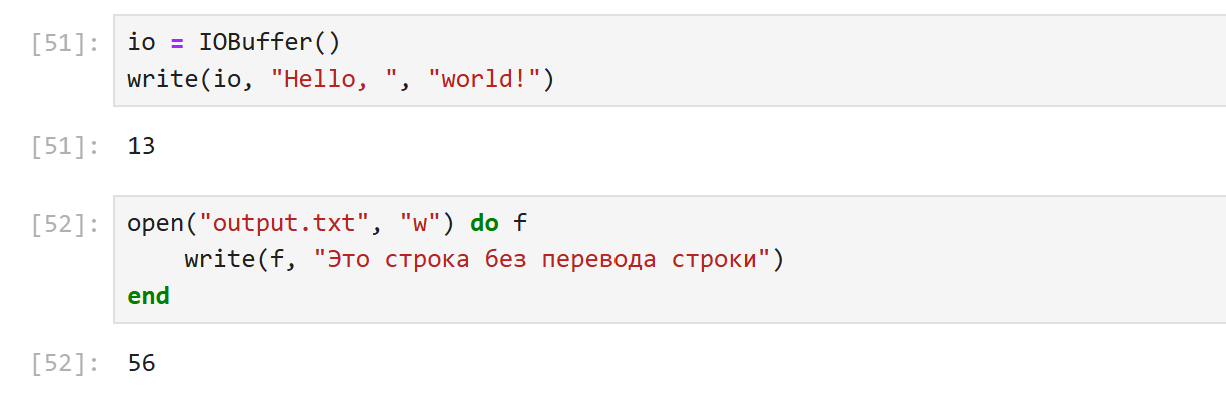 [51]: io = IOBuffer()
write(io, "Hello, ", "world!")
[51]: 13
[52]: open("output.txt", "w") do f
    write(f, "Это строка без перевода строки")
end
[52]: 56